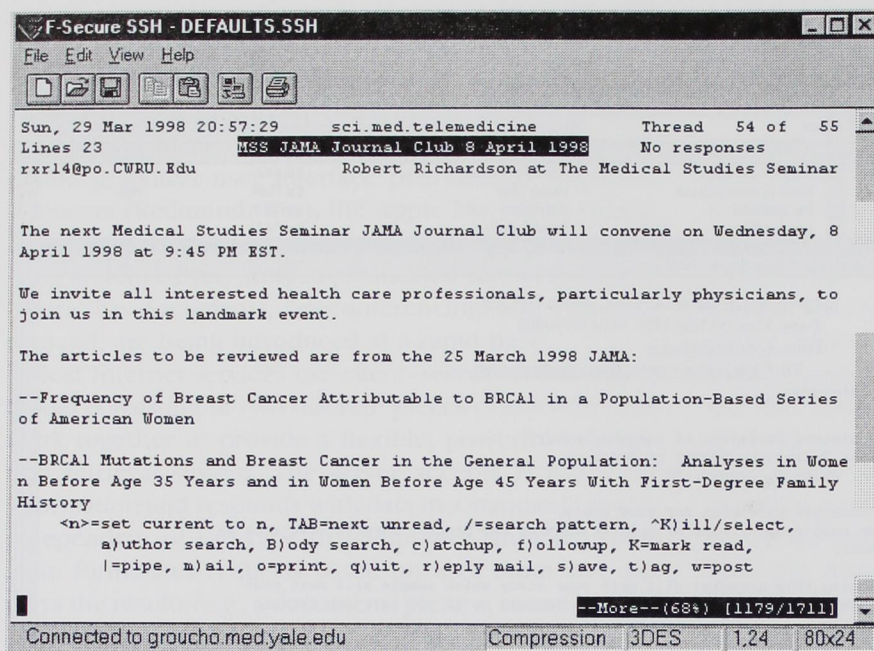 F-Secure SSH - DEFAULTS.SSH
File Edit View Help
Sun, 29 Mar 1998 20:57:29 sci.med.telemedicine Thread 54 of 55
Lines 23 MSS JAMA Journal Club 8 April 1998 No responses
rxr14@po.CWRU.Edu Robert Richardson at The Medical Studies Seminar
The next Medical Studies Seminar JAMA Journal Club will convene on Wednesday, 8
April 1998 at 9:45 PM EST.
We invite all interested health care professionals, particularly physicians, to
join us in this landmark event.
The articles to be reviewed are from the 25 March 1998 JAMA:
--Frequency of Breast Cancer Attributable to BRCA1 in a Population-Based Series
of American Women
--BRCA1 Mutations and Breast Cancer in the General Population: Analyses in Wome
n Before Age 35 Years and in Women Before Age 45 Years With First-Degree Family
History
<n>=set current to n, TAB=next unread, /=search pattern, ^K)ill/select,
a)uthor search, B)ody search, c)atchup, f)ollowup, K=mark read,
|=pipe, m)ail, o=print, q)uit, r)eply mail, s)ave, t)ag, w=post
--More--(68%) [1179/1711]
Connected to groucho.med.yale.edu Compression 3DES 1,24 80x24